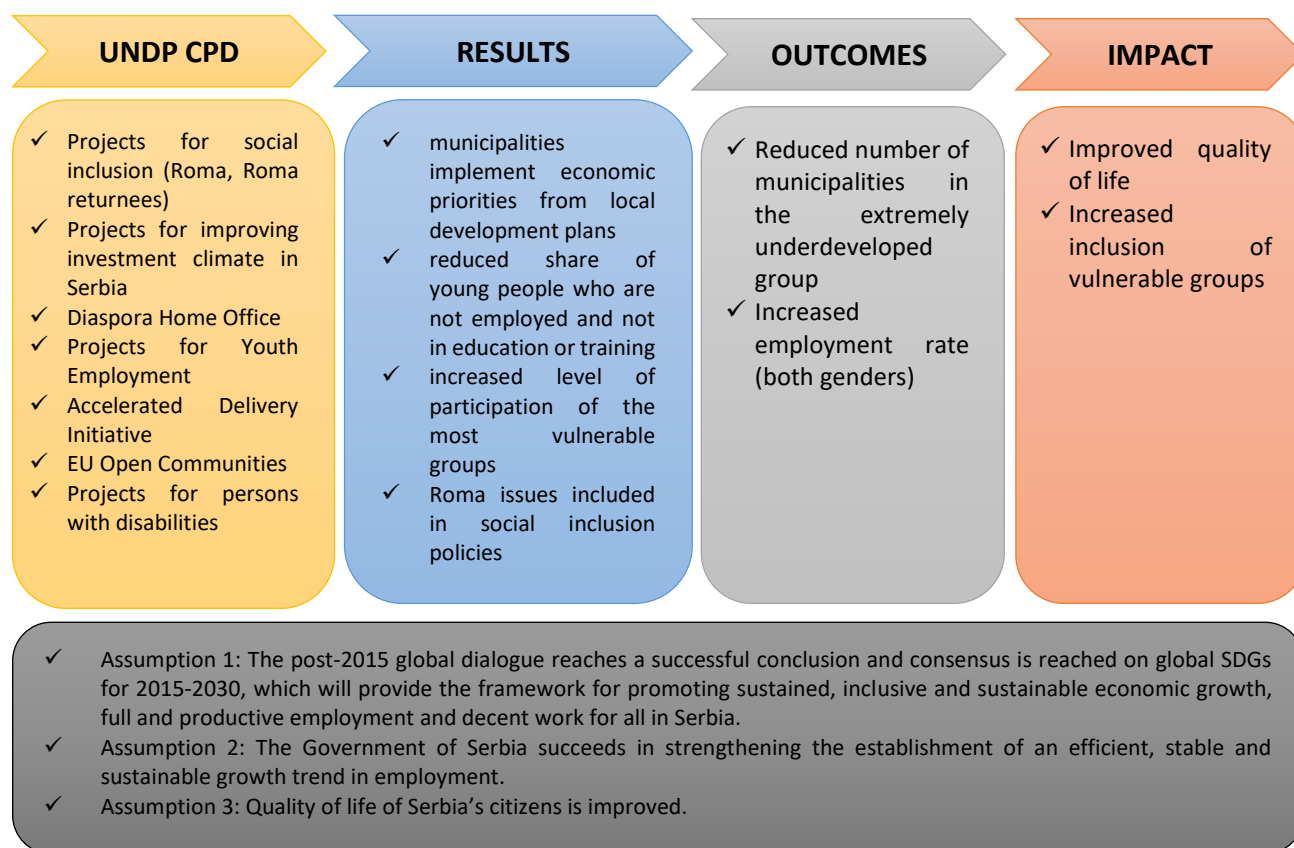 UNDP CPD
RESULTS
OUTCOMES
IMPACT
✓ Projects for social
inclusion (Roma, Roma
returnees)
✓ Projects for improving
investment climate in
Serbia
✓ Diaspora Home Office
✓ Projects for Youth
Employment
✓ Accelerated Delivery
Initiative
✓ EU Open Communities
✓ Projects for persons
with disabilities
✓ municipalities
implement economic
priorities from local
development plans
✓ reduced share of
young people who are
not employed and not
in education or training
✓ increased level of
participation of the
most vulnerable
groups
✓ Roma issues included
in social inclusion
policies
✓ Reduced number of
municipalities in
the extremely
underdeveloped
group
✓ Increased
employment rate
(both genders)
✓ Improved quality
of life
✓ Increased
inclusion of
vulnerable groups
✓ Assumption 1: The post-2015 global dialogue reaches a successful conclusion and consensus is reached on global SDGs
for 2015-2030, which will provide the framework for promoting sustained, inclusive and sustainable economic growth,
full and productive employment and decent work for all in Serbia.
✓ Assumption 2: The Government of Serbia succeeds in strengthening the establishment of an efficient, stable and
sustainable growth trend in employment.
✓ Assumption 3: Quality of life of Serbia's citizens is improved.